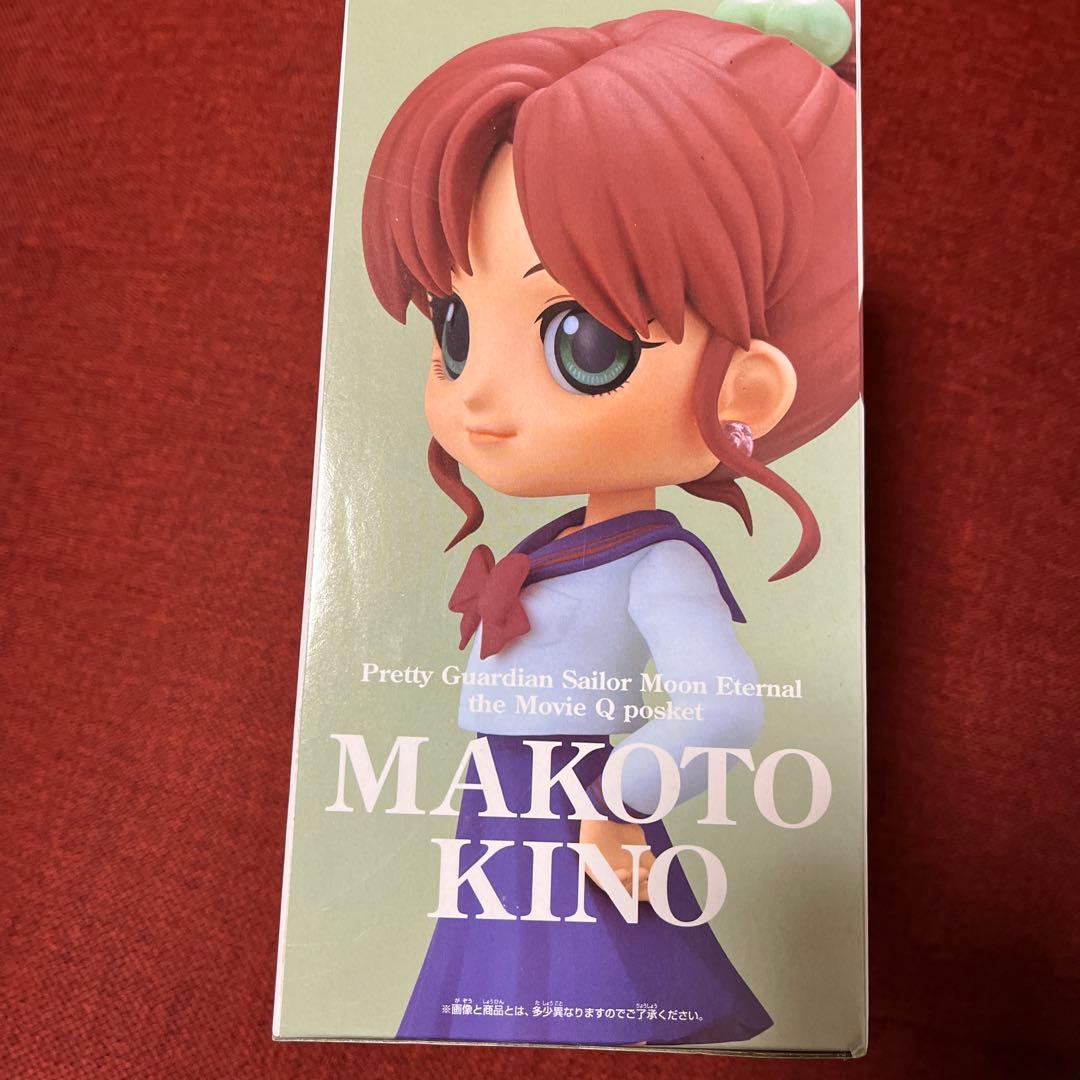 Pretty Guardian Sailor Moon Eternal
the Movie Q posket
MAKOTO
KINO
※画像と商品とは、多少異なりますのでご了承ください。